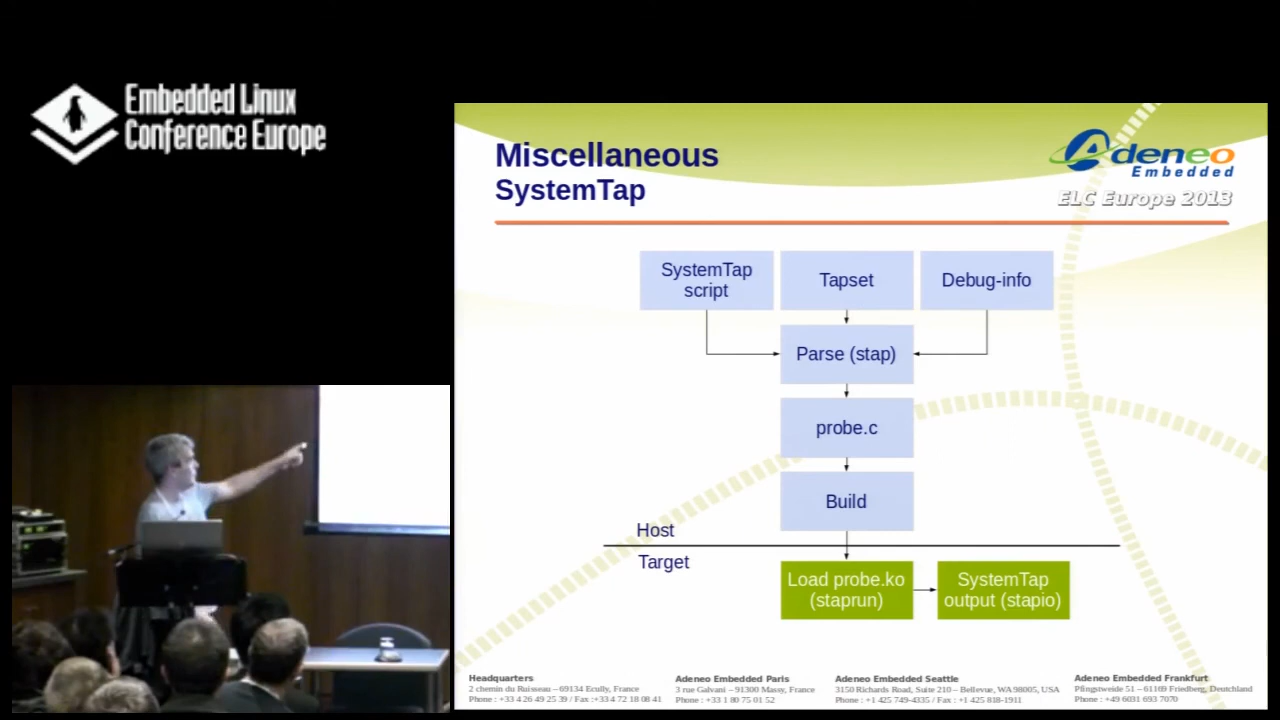 Embedded Linux
Conference Europe
Miscellaneous
SystemTap
Adeneo
Embedded
ELC Europe 2013
SystemTap
script
Tapset
Debug-info
Parse (stap)
probe.c
Build
Host
Target
Load probe.ko
(staprun)
SystemTap
output (stapio)
Headquarters
2 chemin du Ruisseau – 69134 Ecully, France
Phone : +33 4 26 49 25 39 / Fax :+33 4 72 18 08 41
Adeneo Embedded Paris
3 rue Galvani – 91300 Massy, France
Phone : +33 1 80 75 01 52
Adeneo Embedded Seattle
3150 Richards Road, Suite 210 – Bellevue, WA 98005, USA
Phone : +1 425 749-4335 / Fax : +1 425 818-1911
Adeneo Embedded Frankfurt
Pfingstweide 51 – 61169 Friedberg, Deutchland
Phone : +49 6031 693 7070